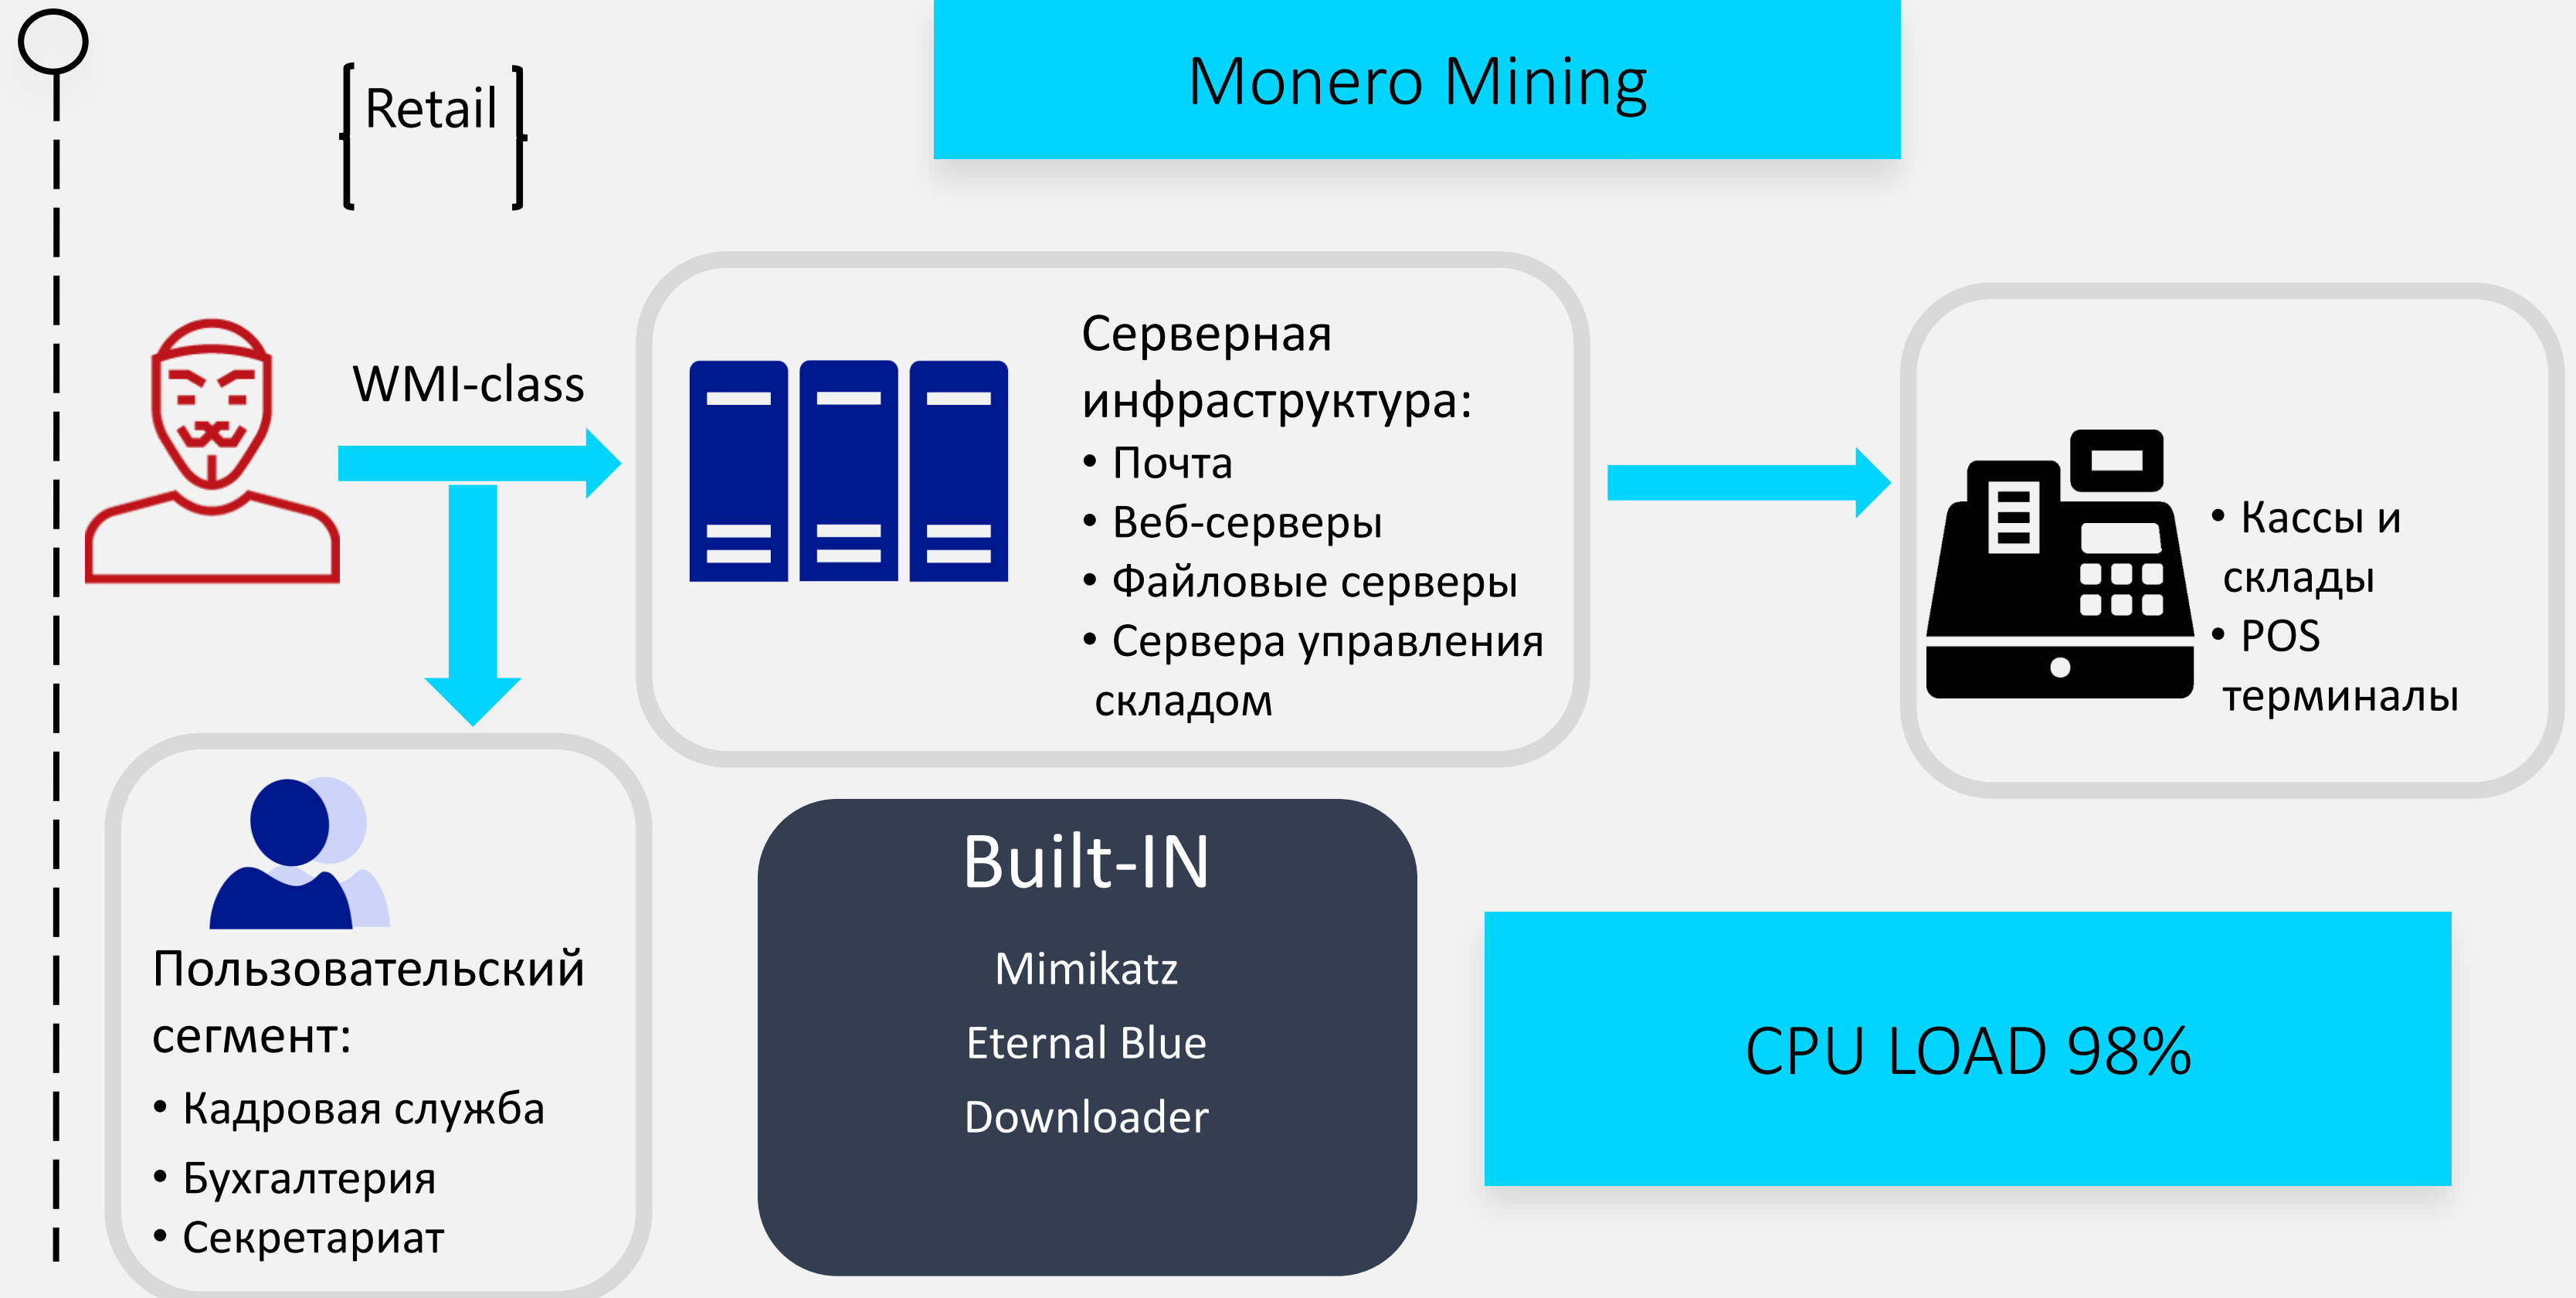 Monero Mining
Retail
WMI-class
Серверная
инфраструктура:
• Почта
• Веб-серверы
• Файловые серверы
• Сервера управления
складом
• Кассы и
склады
• POS
терминалы
Пользовательский
сегмент:
• Кадровая служба
• Бухгалтерия
• Секретариат
Built-IN
Mimikatz
Eternal Blue
Downloader
CPU LOAD 98%